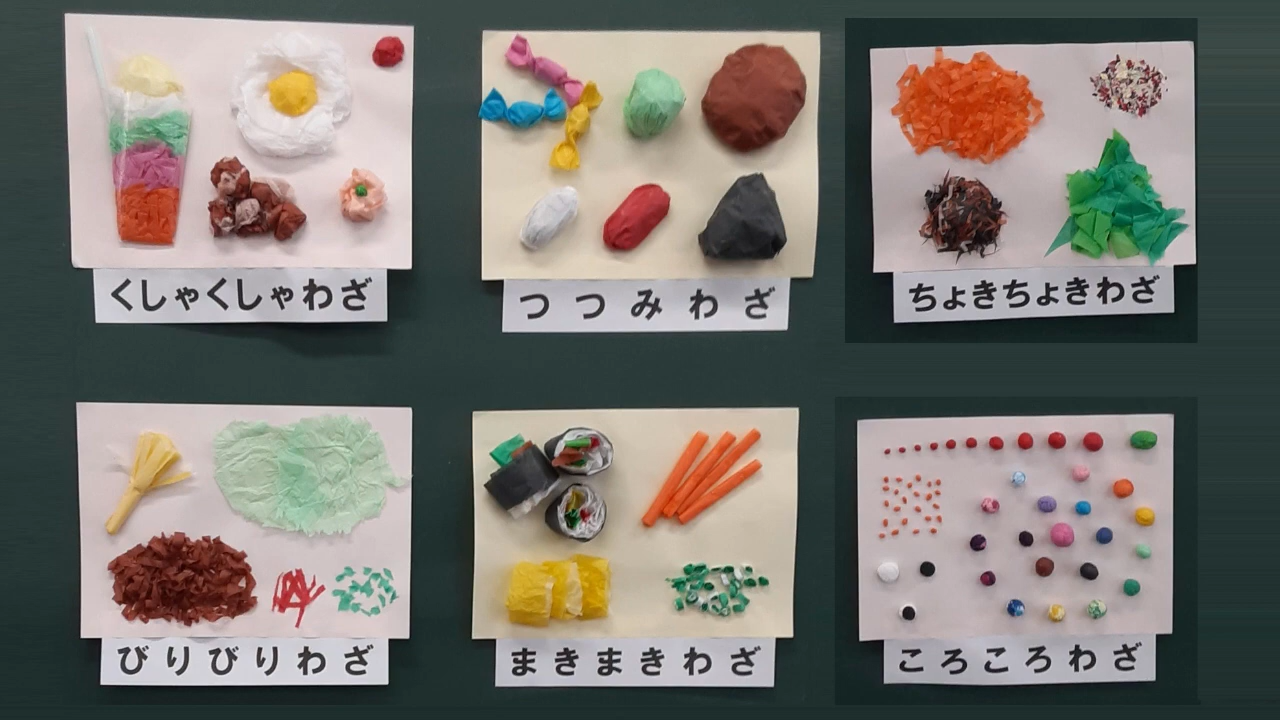 くしゃくしゃわざ
つつみわざ
ちょきちょきわざ
びりびりわざ
まきまきわざ
ころころわざ